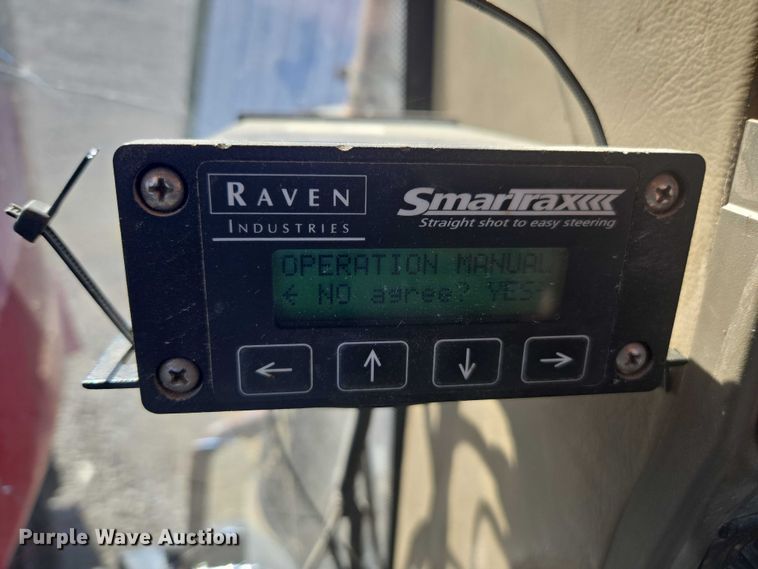 RAVEN
INDUSTRIES
SMARTRAX
Straight shot to easy steering
OPERATION MANUAL
← NO agree? YES→
← ↑ ↓ →
Purple Wave Auction